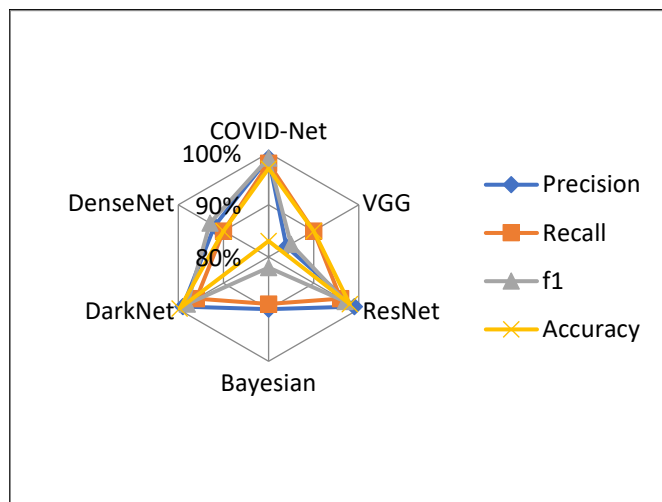 COVID-Net
100%
DenseNet
90%
VGG
80%
DarkNet
ResNet
Bayesian
Precision
Recall
f1
Accuracy